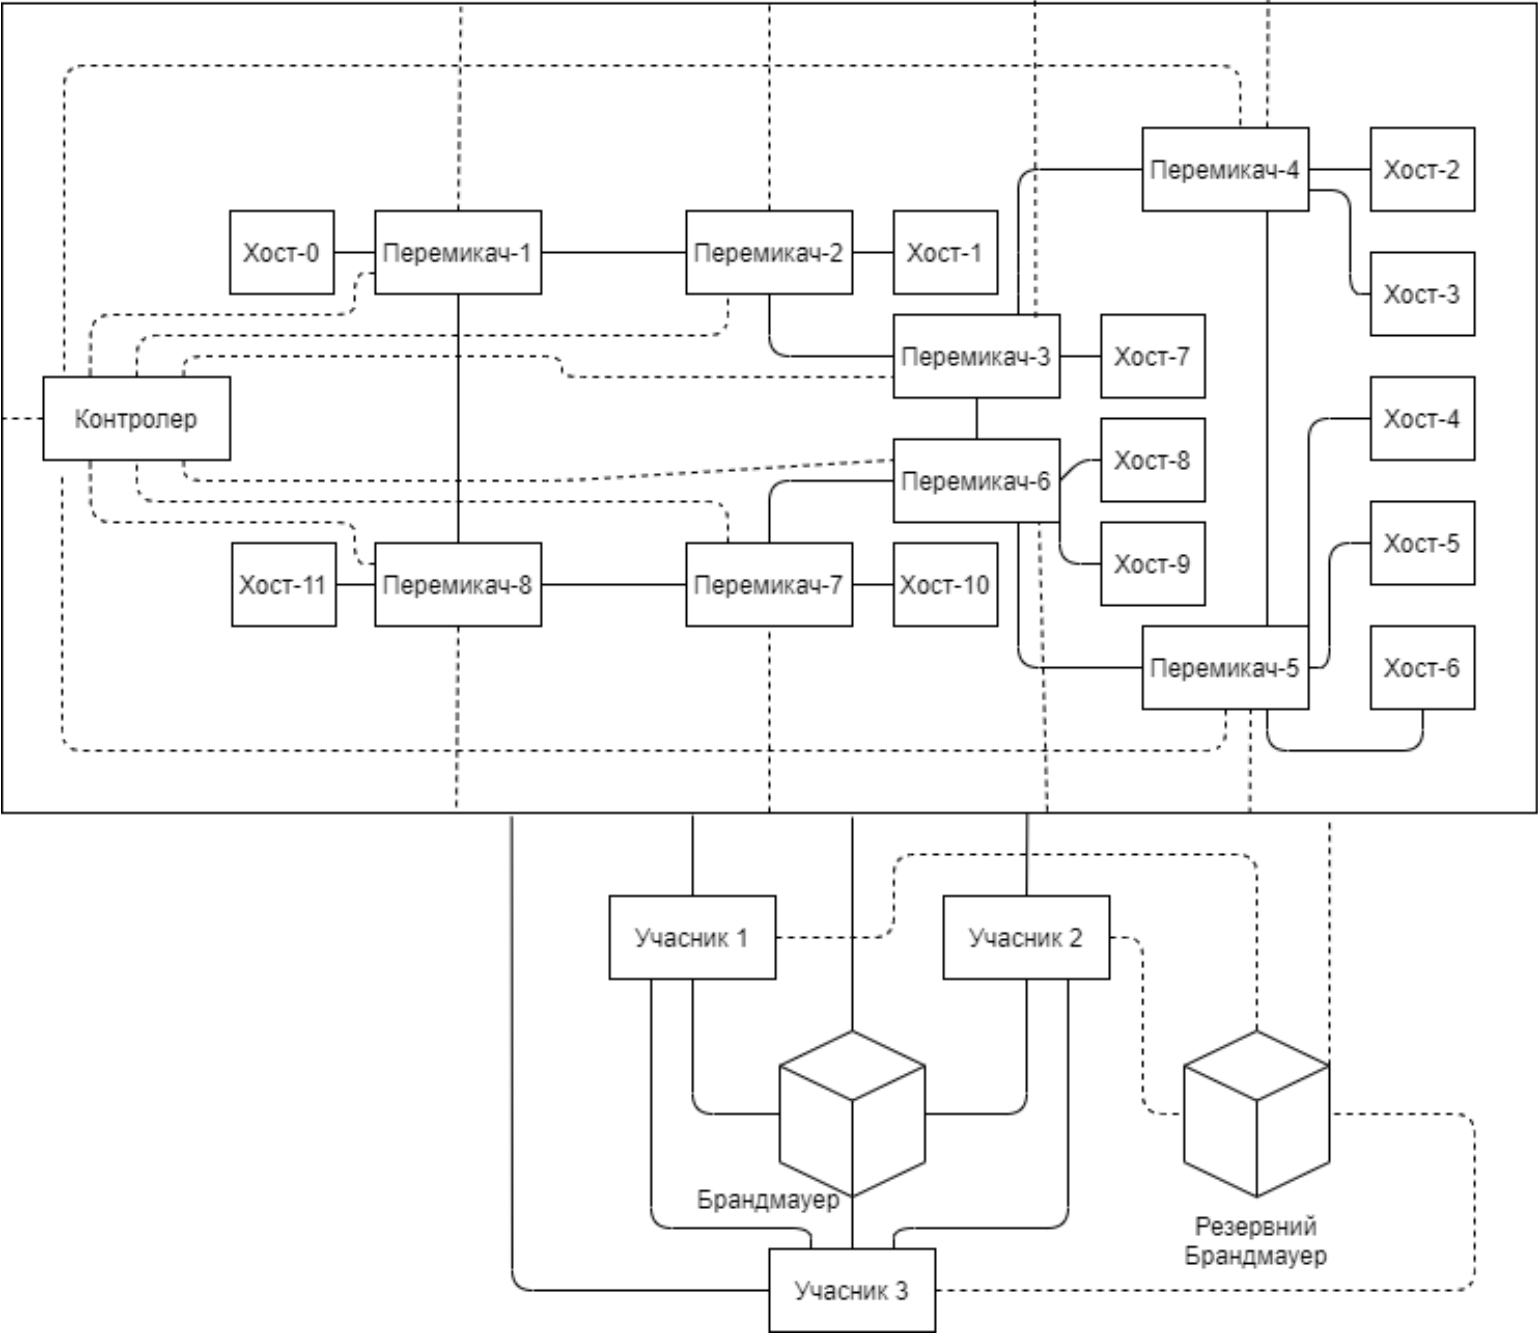 Перемикач-4
Хост-2
Хост-0
Перемикач-1
Перемикач-2
Хост-1
Хост-3
Перемикач-3
Хост-7
Контролер
Хост-4
Хост-8
Перемикач-6
Хост-5
Хост-9
Хост-11
Перемикач-8
Перемикач-7
Хост-10
Перемикач-5
Хост-6
Учасник 1
Учасник 2
Брандмауер
Резервний
Брандмауер
Учасник 3